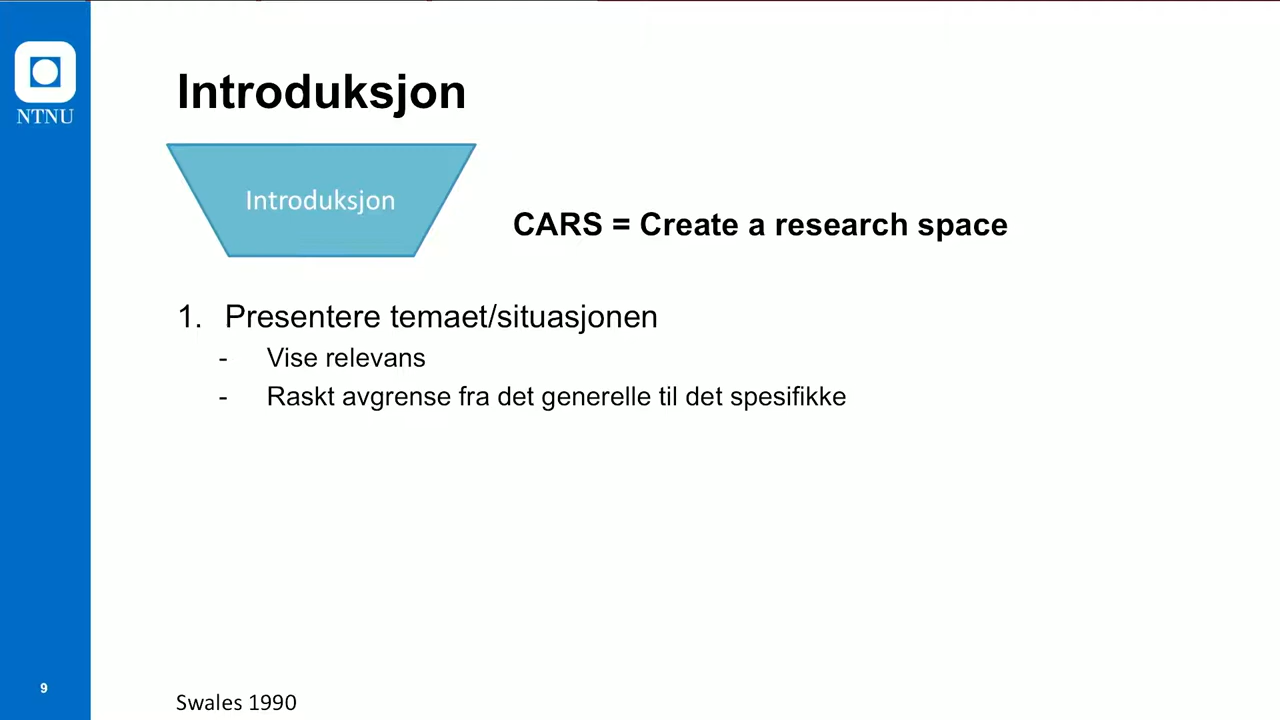 NTNU
Introduksjon
Introduksjon
CARS = Create a research space
1. Presentere temaet/situasjonen
- Vise relevans
- Raskt avgrense fra det generelle til det spesifikke
9
Swales 1990